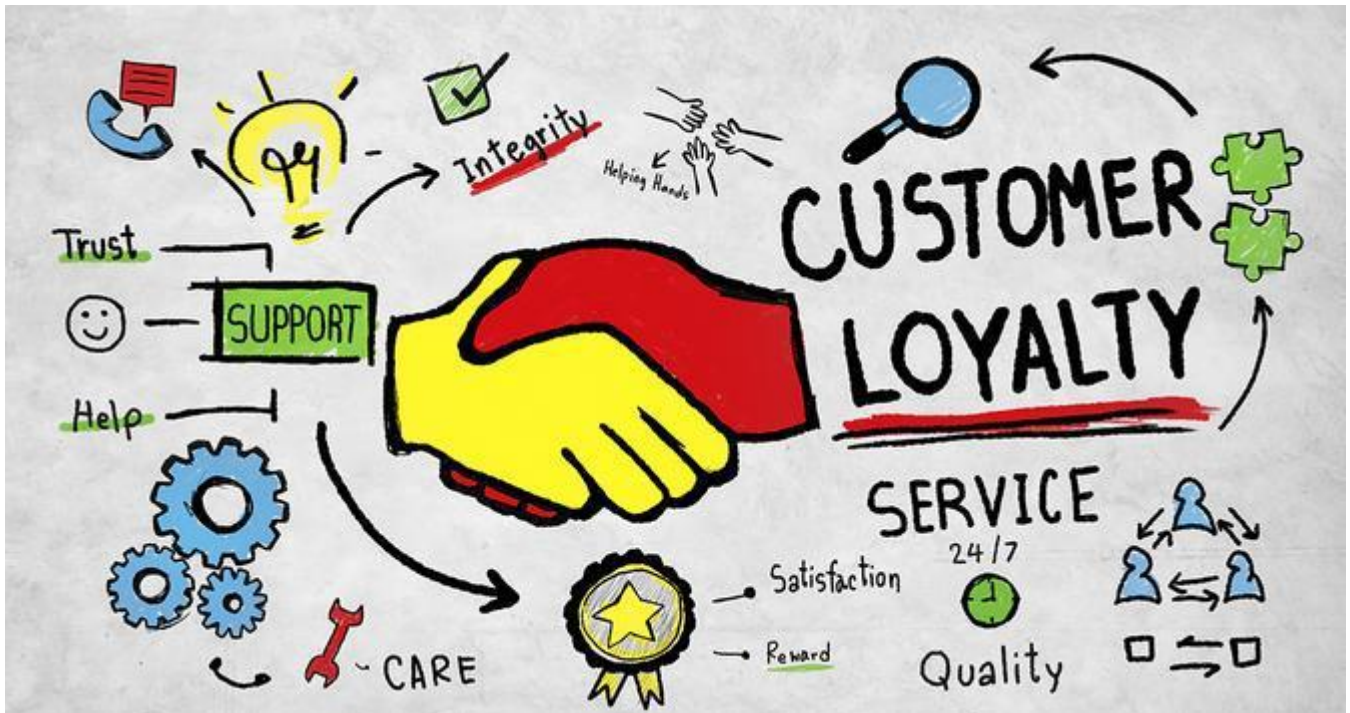 Integrity
Helping Hands
CUSTOMER
LOYALTY
Trust
SUPPORT
Help
SERVICE
24/7
Satisfaction
Reward
Quality
CARE